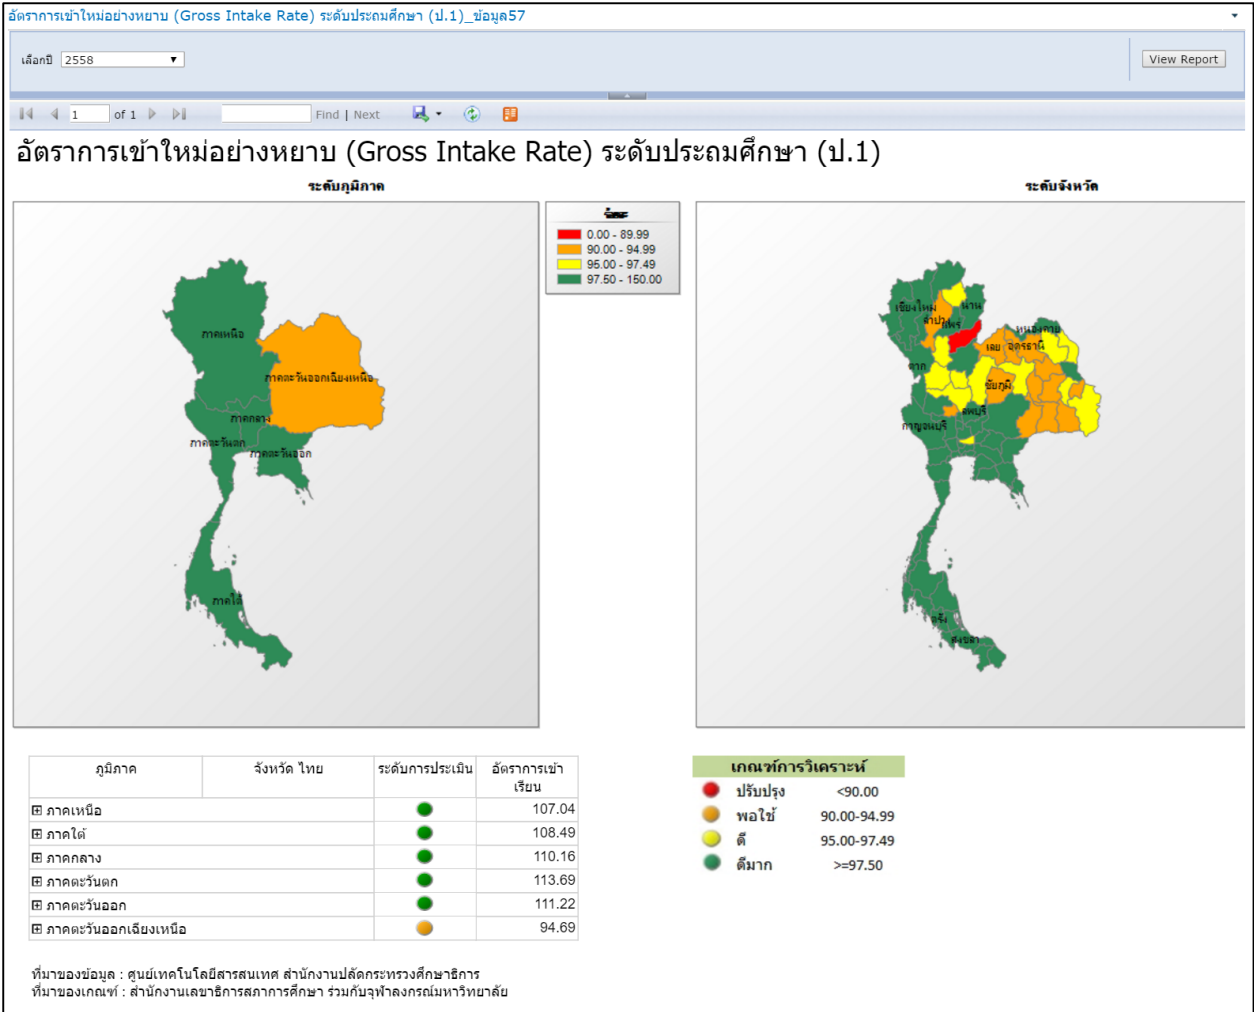 อัตราการเข้าใหม่อย่างหยาบ (Gross Intake Rate) ระดับประถมศึกษา (ป.1)_ข้อมูล57
เลือกปี 2558 View Report
1 of 1 Find | Next
อัตราการเข้าใหม่อย่างหยาบ (Gross Intake Rate) ระดับประถมศึกษา (ป.1)
ระดับภูมิภาค ระดับจังหวัด
ร้อยละ
0.00 - 89.99
90.00 - 94.99
95.00 - 97.49
97.50 - 150.00
ภาคเหนือ
ภาคตะวันออกเฉียงเหนือ
ภาคกลาง
ภาคตะวันตก
ภาคตะวันออก
ภาคใต้
เชียงใหม่
น่าน
ลำปาง
แพร่
หนองคาย
เลย
อุดรธานี
ตาก
ชัยภูมิ
ลพบุรี
กาญจนบุรี
ตรัง
สงขลา
ภูมิภาค จังหวัด ไทย ระดับการประเมิน อัตราการเข้า
เรียน
ภาคเหนือ 107.04
ภาคใต้ 108.49
ภาคกลาง 110.16
ภาคตะวันตก 113.69
ภาคตะวันออก 111.22
ภาคตะวันออกเฉียงเหนือ 94.69
เกณฑ์การวิเคราะห์
ปรับปรุง <90.00
พอใช้ 90.00-94.99
ดี 95.00-97.49
ดีมาก >=97.50
ที่มาของข้อมูล : ศูนย์เทคโนโลยีสารสนเทศ สำนักงานปลัดกระทรวงศึกษาธิการ
ที่มาของเกณฑ์ : สำนักงานเลขาธิการสภาการศึกษา ร่วมกับจุฬาลงกรณ์มหาวิทยาลัย